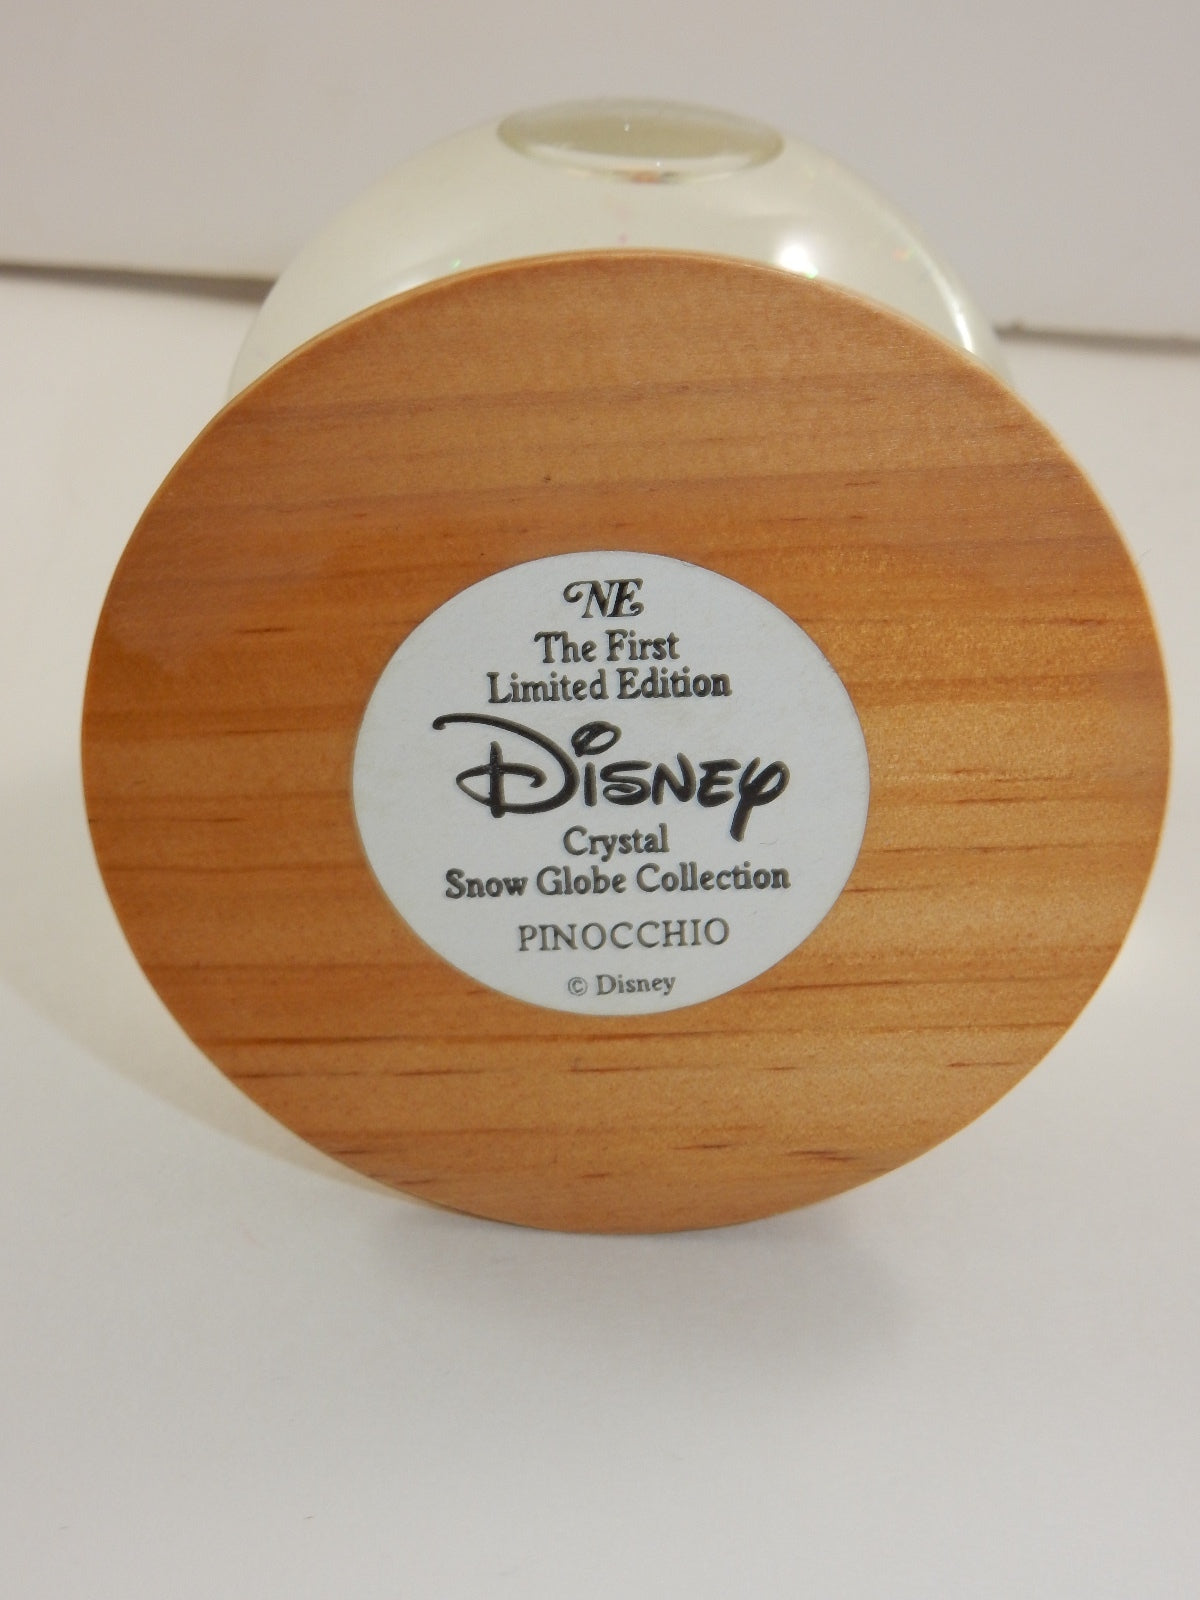 NE
The First
Limited Edition
Disney
Crystal
Snow Globe Collection
PINOCCHIO
© Disney